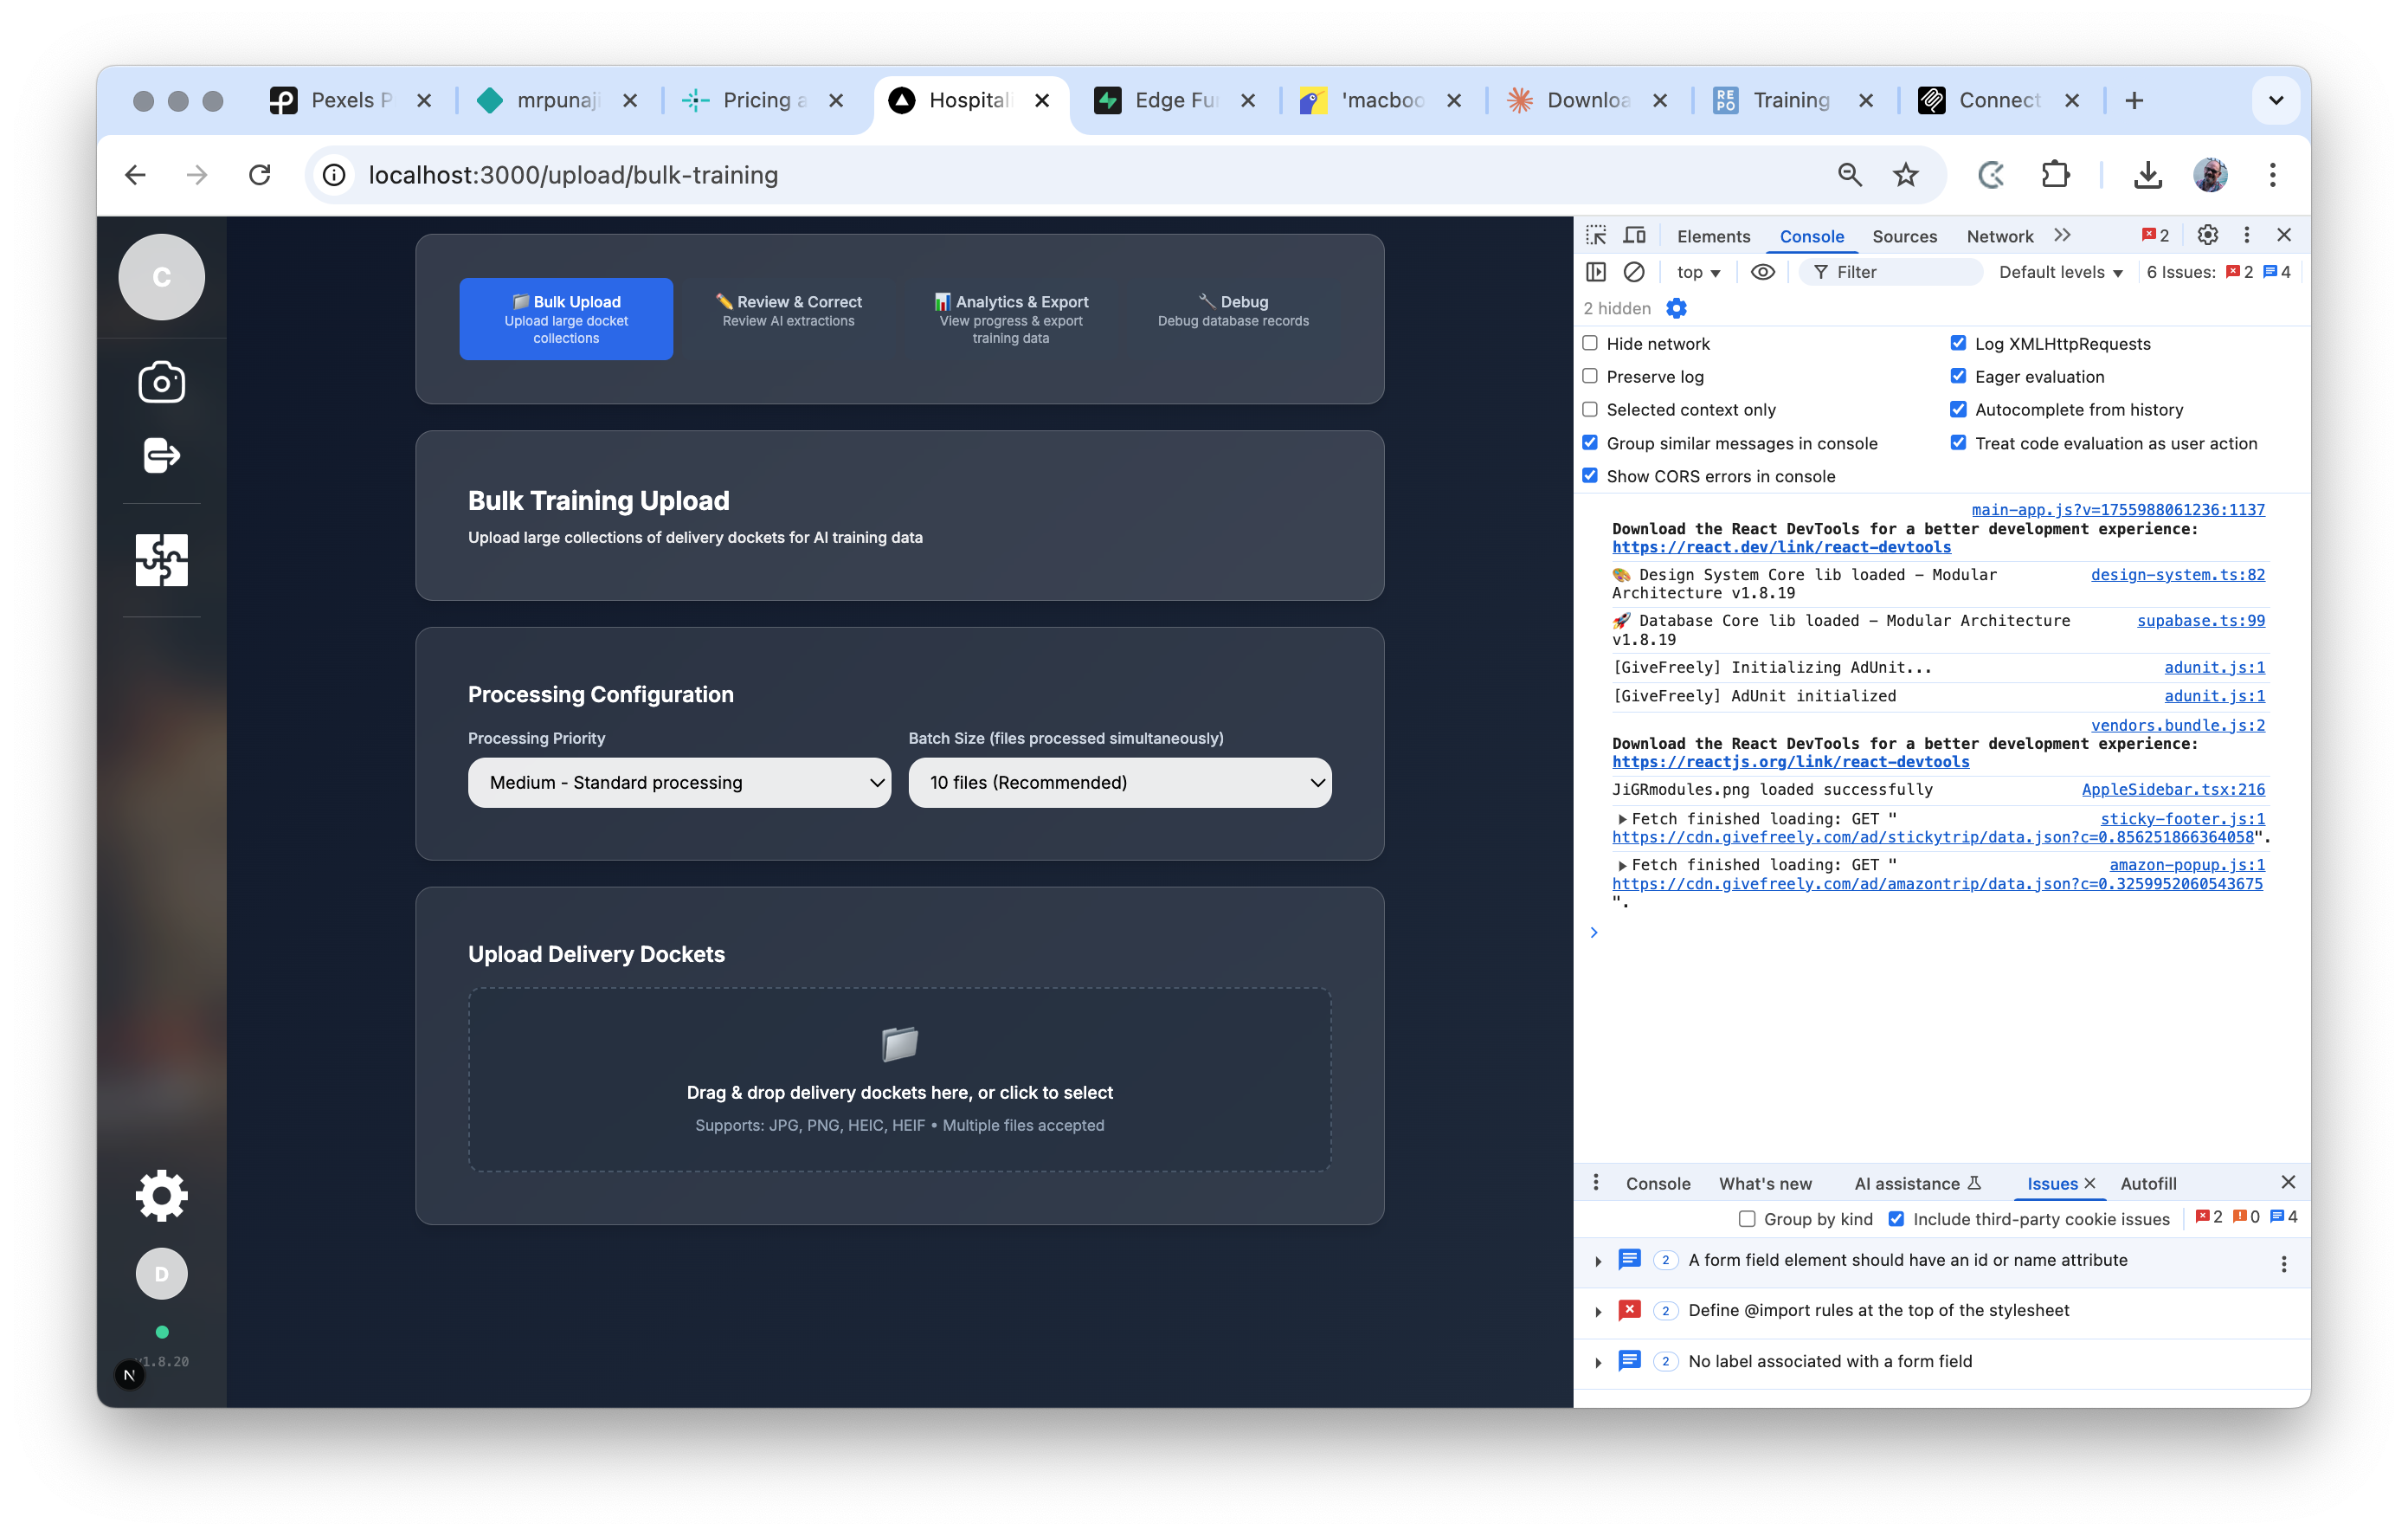 Pexels P
mrpunaji
Pricing a
Hospitali
Edge Fun
'macboo
Downloa
REPO
Training
Connect
localhost:3000/upload/bulk-training
C
D
v1.8.20
N
📁 Bulk Upload
Upload large docket
collections
✏️ Review & Correct
Review AI extractions
📊 Analytics & Export
View progress & export
training data
🔧 Debug
Debug database records
Bulk Training Upload
Upload large collections of delivery dockets for AI training data
Processing Configuration
Processing Priority
Batch Size (files processed simultaneously)
Medium - Standard processing
10 files (Recommended)
Upload Delivery Dockets
Drag & drop delivery dockets here, or click to select
Supports: JPG, PNG, HEIC, HEIF • Multiple files accepted
Elements
Console
Sources
Network
2
top
Filter
Default levels
6 Issues: 2 4
2 hidden
Hide network
Log XMLHttpRequests
Preserve log
Eager evaluation
Selected context only
Autocomplete from history
Group similar messages in console
Treat code evaluation as user action
Show CORS errors in console
main-app.js?v=1755988061236:1137
Download the React DevTools for a better development experience:
https://react.dev/link/react-devtools
🎨 Design System Core lib loaded – Modular design-system.ts:82
Architecture v1.8.19
🚀 Database Core lib loaded – Modular Architecture supabase.ts:99
v1.8.19
[GiveFreely] Initializing AdUnit... adunit.js:1
[GiveFreely] AdUnit initialized adunit.js:1
vendors.bundle.js:2
Download the React DevTools for a better development experience:
https://reactjs.org/link/react-devtools
JiGRmodules.png loaded successfully AppleSidebar.tsx:216
Fetch finished loading: GET " sticky-footer.js:1
https://cdn.givefreely.com/ad/stickytrip/data.json?c=0.856251866364058".
Fetch finished loading: GET " amazon-popup.js:1
https://cdn.givefreely.com/ad/amazontrip/data.json?c=0.3259952060543675
".
Console
What's new
AI assistance
Issues
Autofill
Group by kind
Include third-party cookie issues
2 0 4
2 A form field element should have an id or name attribute
2 Define @import rules at the top of the stylesheet
2 No label associated with a form field